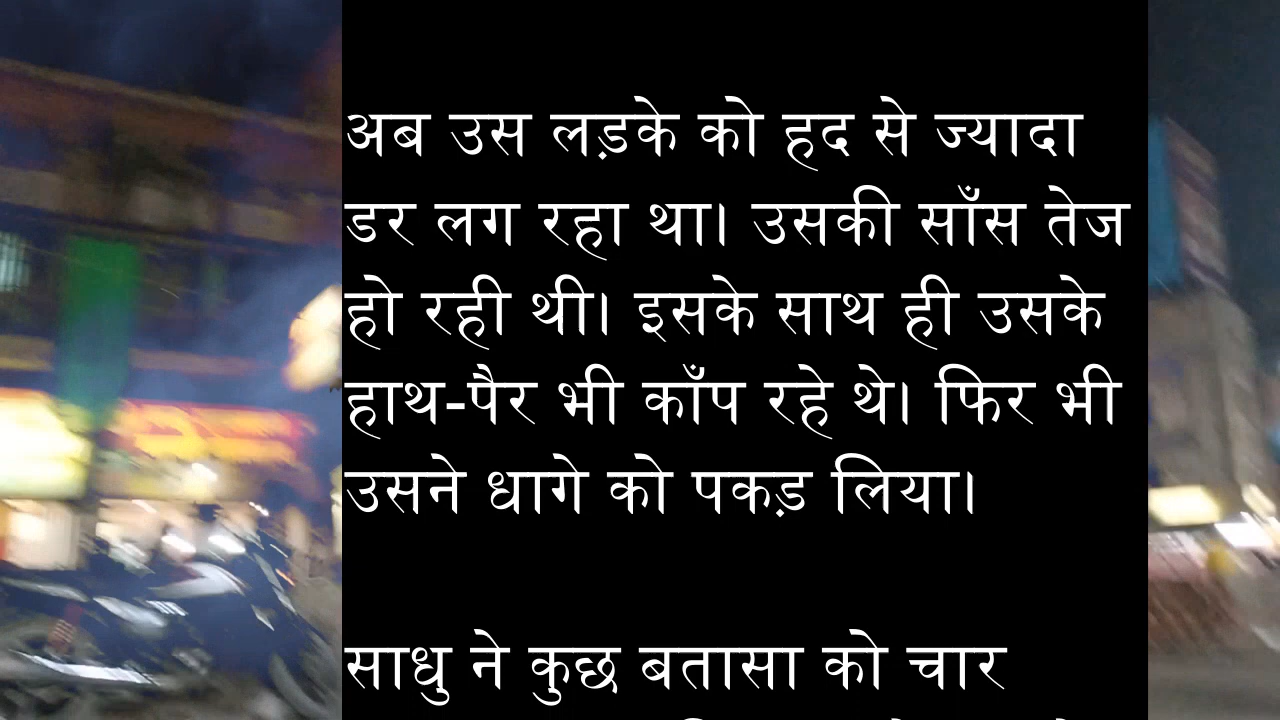 अब उस लड़के को हद से ज्यादा
डर लग रहा था। उसकी साँस तेज
हो रही थी। इसके साथ ही उसके
हाथ-पैर भी काँप रहे थे। फिर भी
उसने धागे को पकड़ लिया।
साधु ने कुछ बतासा को चार